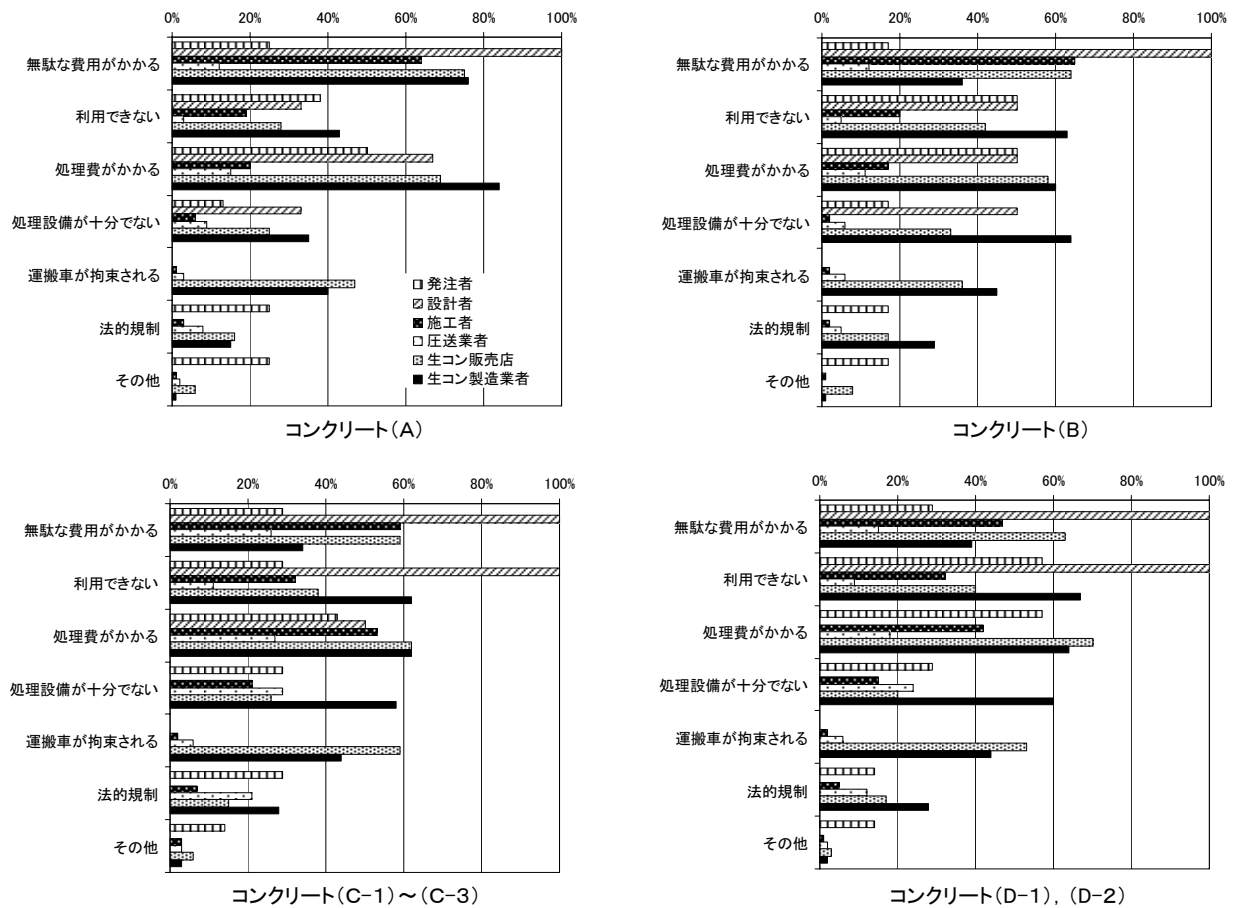 0% 20% 40% 60% 80% 100%
無駄な費用がかかる
利用できない
処理費がかかる
処理設備が十分でない
運搬車が拘束される
法的規制
その他
発注者
設計者
施工者
圧送業者
生コン販売店
生コン製造業者
コンクリート(A)
0% 20% 40% 60% 80% 100%
無駄な費用がかかる
利用できない
処理費がかかる
処理設備が十分でない
運搬車が拘束される
法的規制
その他
コンクリート(B)
0% 20% 40% 60% 80% 100%
無駄な費用がかかる
利用できない
処理費がかかる
処理設備が十分でない
運搬車が拘束される
法的規制
その他
コンクリート(C-1)～(C-3)
0% 20% 40% 60% 80% 100%
無駄な費用がかかる
利用できない
処理費がかかる
処理設備が十分でない
運搬車が拘束される
法的規制
その他
コンクリート(D-1), (D-2)